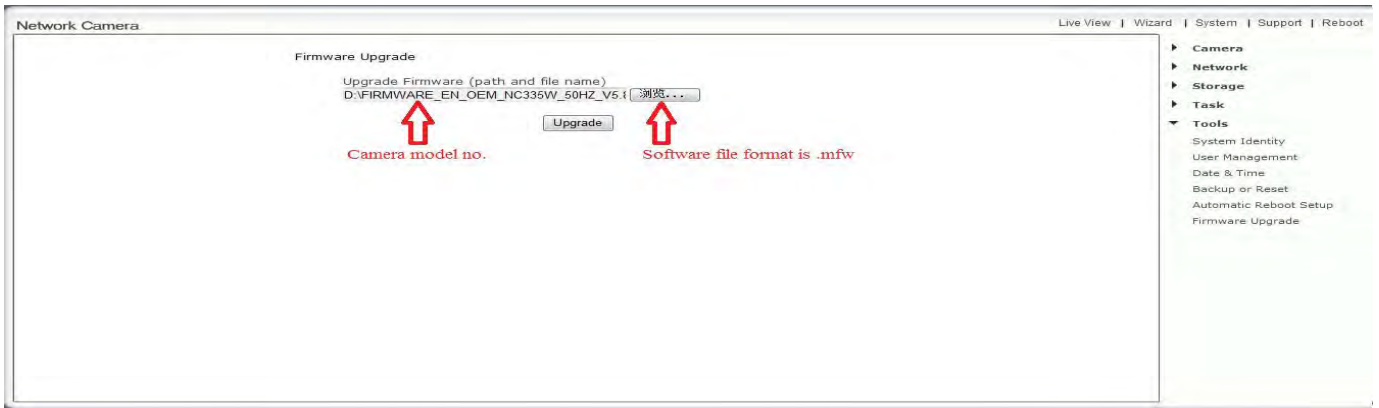 Network Camera
Live View | Wizard | System | Support | Reboot
Firmware Upgrade
Upgrade Firmware (path and file name)
D:\FIRMWARE_EN_OEM_NC335W_50HZ_V5. 浏览...
Upgrade
Camera model no.
Software file format is .mfw
Camera
Network
Storage
Task
Tools
System Identity
User Management
Date & Time
Backup or Reset
Automatic Reboot Setup
Firmware Upgrade